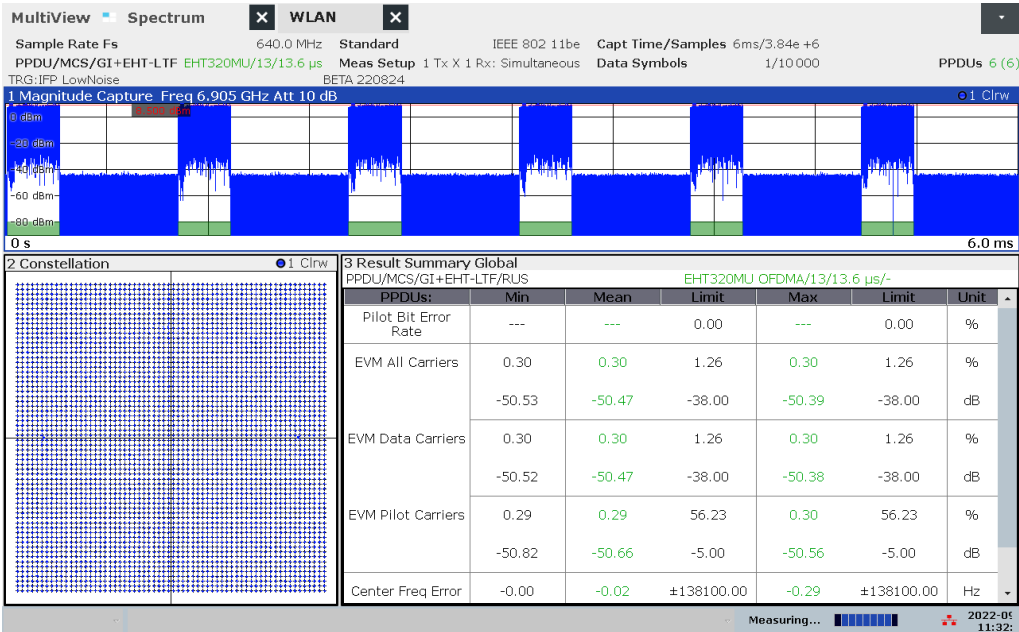 MultiView Spectrum X WLAN X
Sample Rate Fs 640.0 MHz Standard IEEE 802 11be Capt Time/Samples 6ms/3.84e +6
PPDU/MCS/GI+EHT-LTF EHT320MU/13/13.6 µs Meas Setup 1 Tx X 1 Rx: Simultaneous Data Symbols 1/10 000 PPDUs 6 (6)
TRG:IFP LowNoise BETA 220824
1 Magnitude Capture Freq 6.905 GHz Att 10 dB 1 Clrw
0 dBm
-20 dBm
-40 dBm
-60 dBm
-80 dBm
0 s 6.0 ms
2 Constellation 1 Clrw
3 Result Summary Global
PPDU/MCS/GI+EHT-LTF/RUS EHT320MU OFDMA/13/13.6 µs/-
PPDUs: Min Mean Limit Max Limit Unit
Pilot Bit Error Rate --- --- 0.00 --- 0.00 %
EVM All Carriers 0.30 0.30 1.26 0.30 1.26 %
-50.53 -50.47 -38.00 -50.39 -38.00 dB
EVM Data Carriers 0.30 0.30 1.26 0.30 1.26 %
-50.52 -50.47 -38.00 -50.38 -38.00 dB
EVM Pilot Carriers 0.29 0.29 56.23 0.30 56.23 %
-50.82 -50.66 -5.00 -50.56 -5.00 dB
Center Freq Error -0.00 -0.02 ±138100.00 -0.29 ±138100.00 Hz
Measuring...
2022-09
11:32: